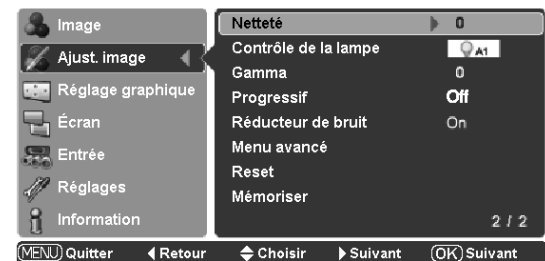 Image
Ajust. image
Réglage graphique
Écran
Entrée
Réglages
Information
Netteté 0
Contrôle de la lampe A1
Gamma 0
Progressif Off
Réducteur de bruit On
Menu avancé
Reset
Mémoriser
2 / 2
MENU Quitter Retour Choisir Suivant OK Suivant